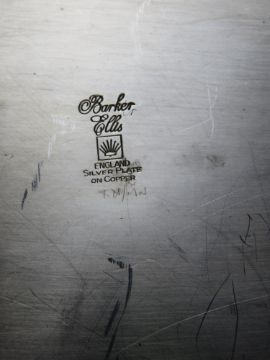 Barker
Ellis
ENGLAND
SILVER PLATE
ON COPPER